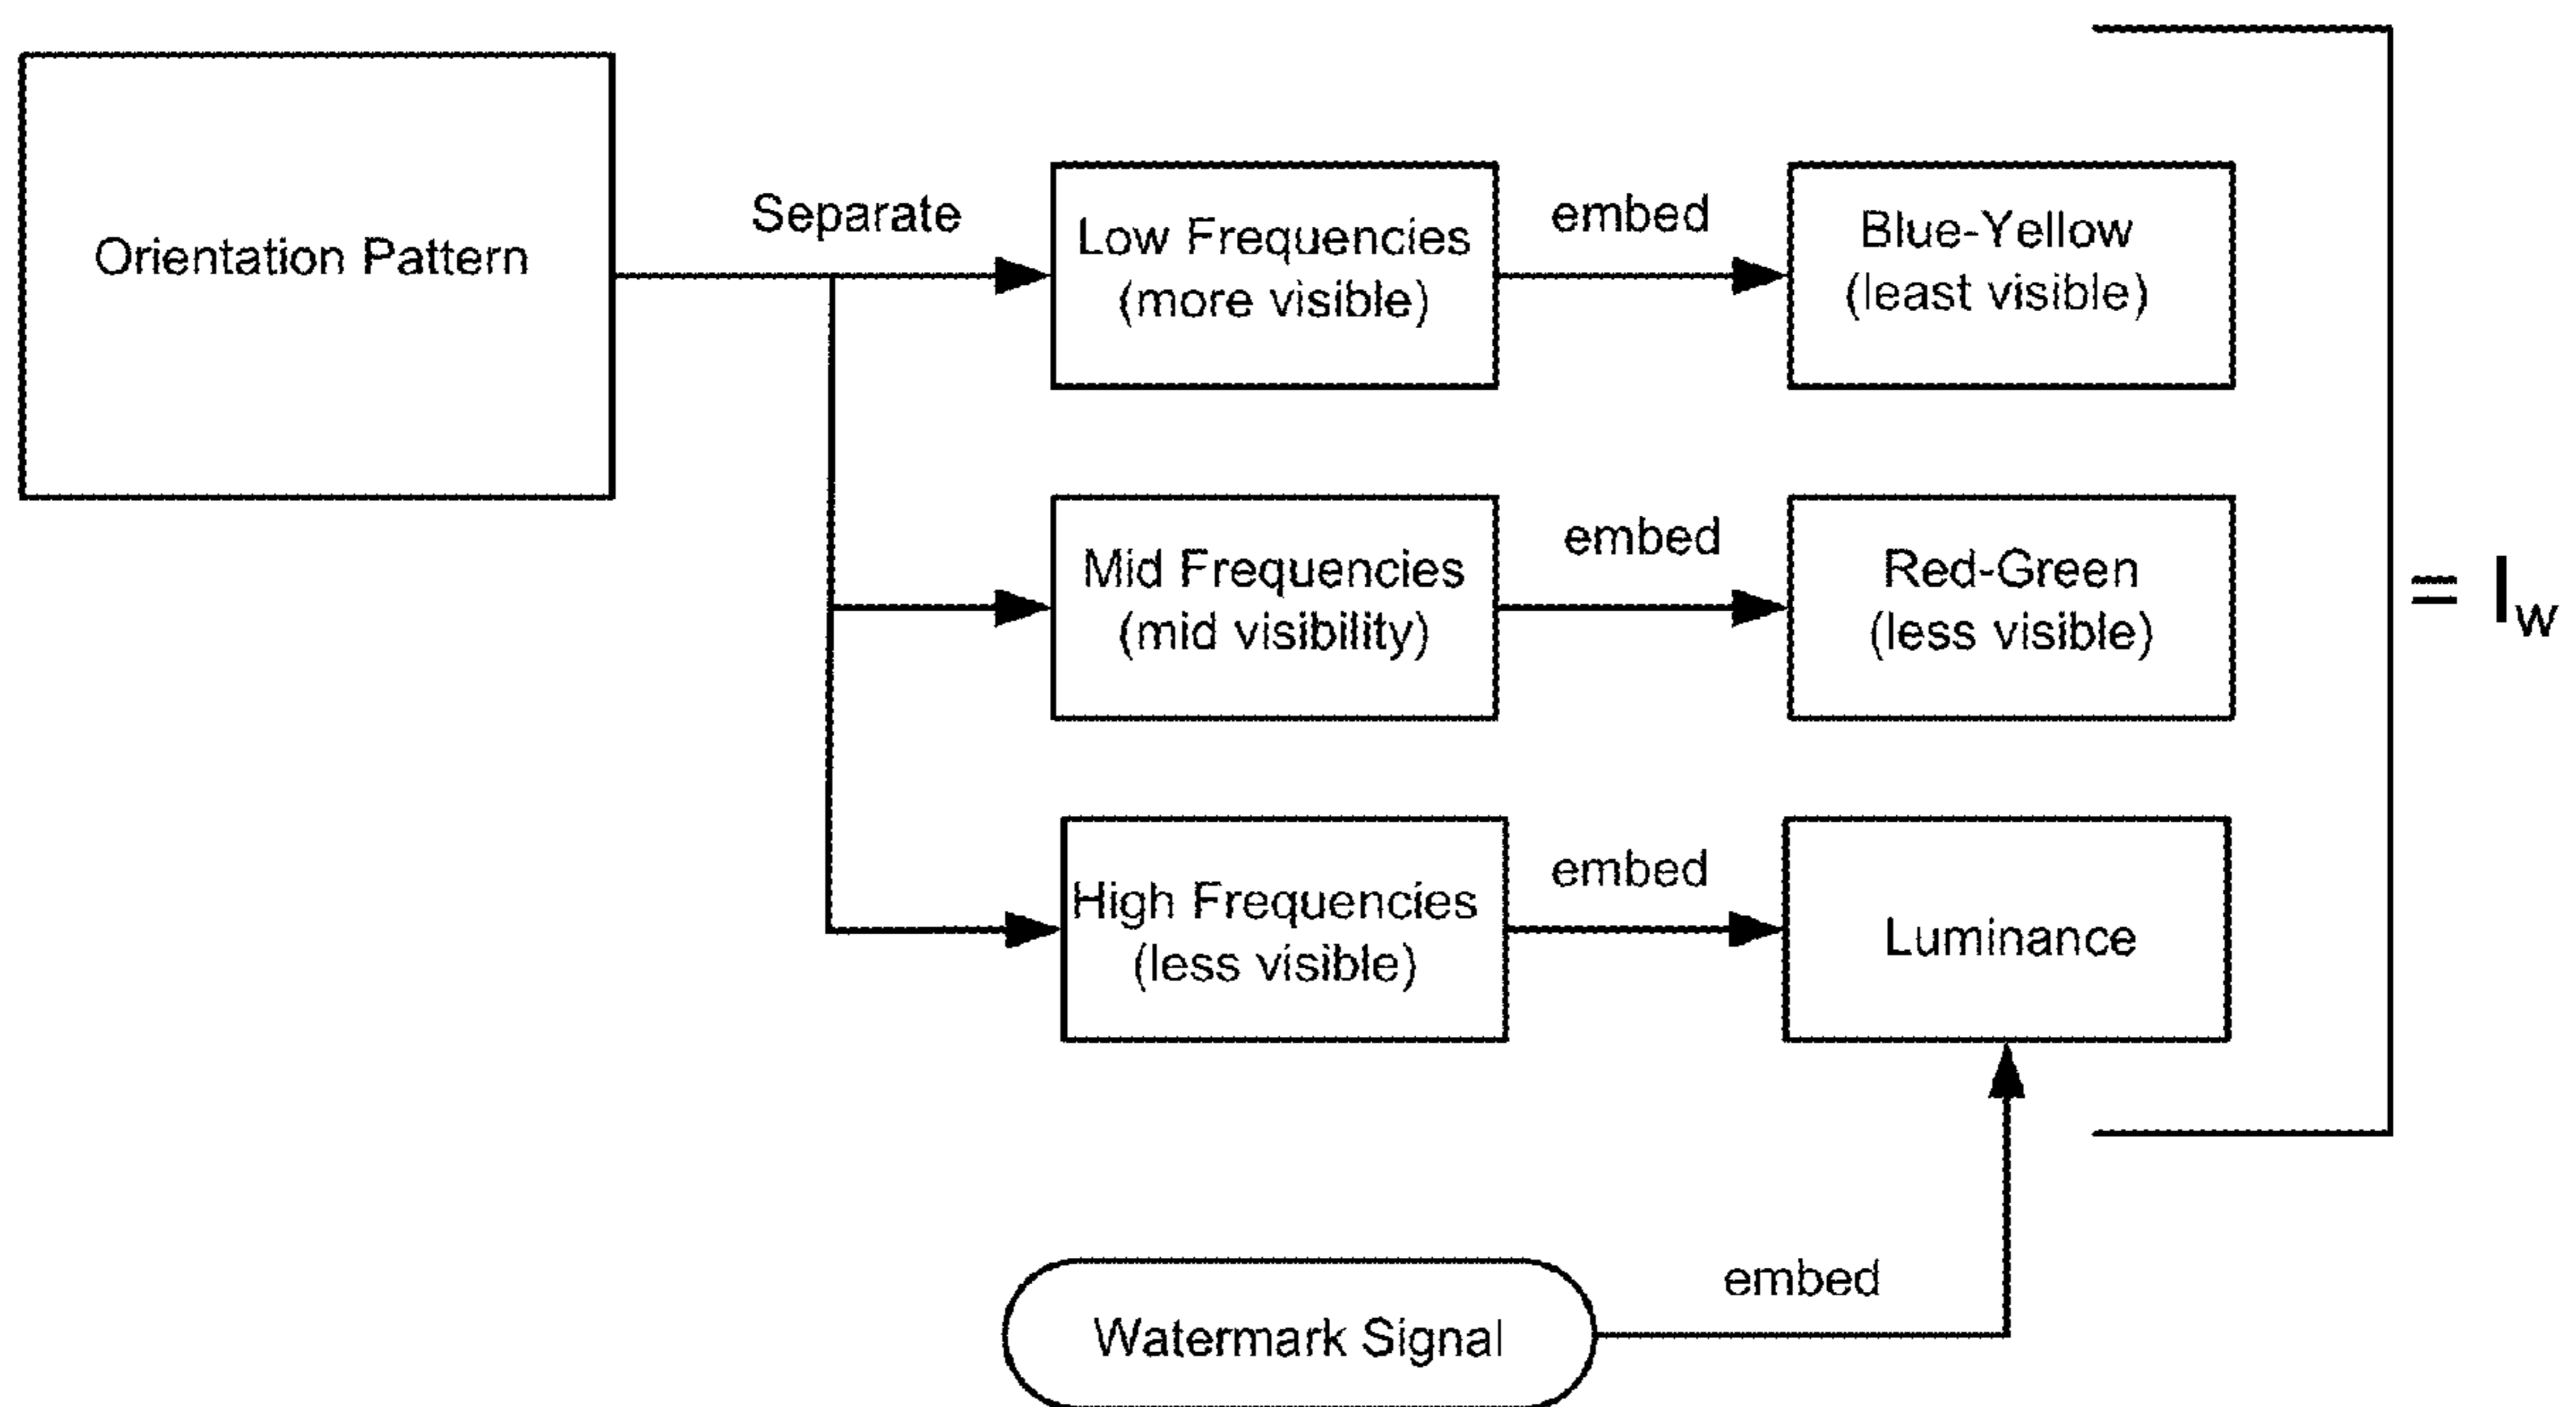 Orientation Pattern
Separate
Low Frequencies
(more visible)
embed
Blue-Yellow
(least visible)
Mid Frequencies
(mid visibility)
embed
Red-Green
(less visible)
= Iw
High Frequencies
(less visible)
embed
Luminance
Watermark Signal
embed